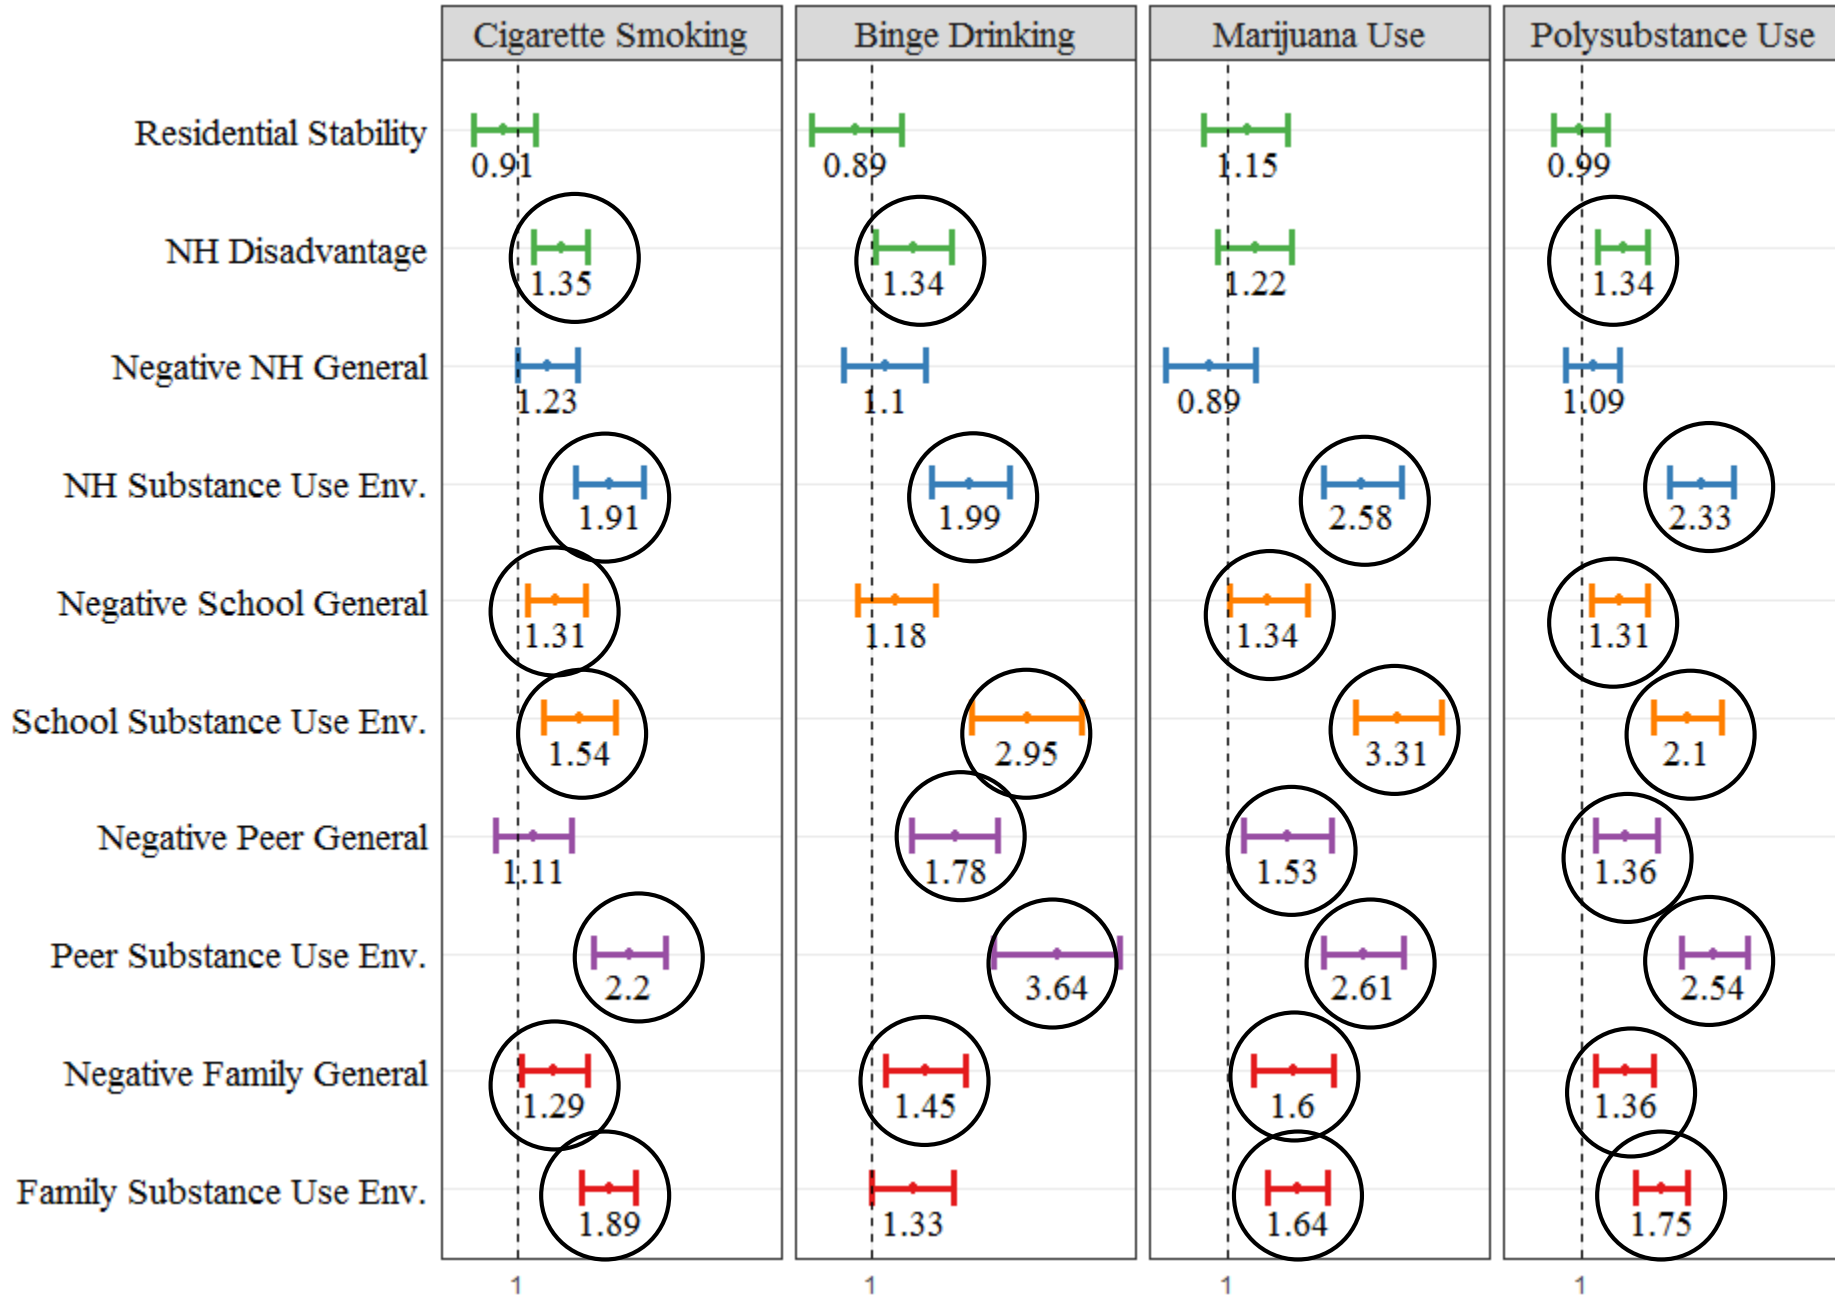 Cigarette Smoking Binge Drinking Marijuana Use Polysubstance Use
Residential Stability 0.91 0.89 1.15 0.99
NH Disadvantage 1.35 1.34 1.22 1.34
Negative NH General 1.23 1.1 0.89 1.09
NH Substance Use Env. 1.91 1.99 2.58 2.33
Negative School General 1.31 1.18 1.34 1.31
School Substance Use Env. 1.54 2.95 3.31 2.1
Negative Peer General 1.11 1.78 1.53 1.36
Peer Substance Use Env. 2.2 3.64 2.61 2.54
Negative Family General 1.29 1.45 1.6 1.36
Family Substance Use Env. 1.89 1.33 1.64 1.75
1 1 1 1